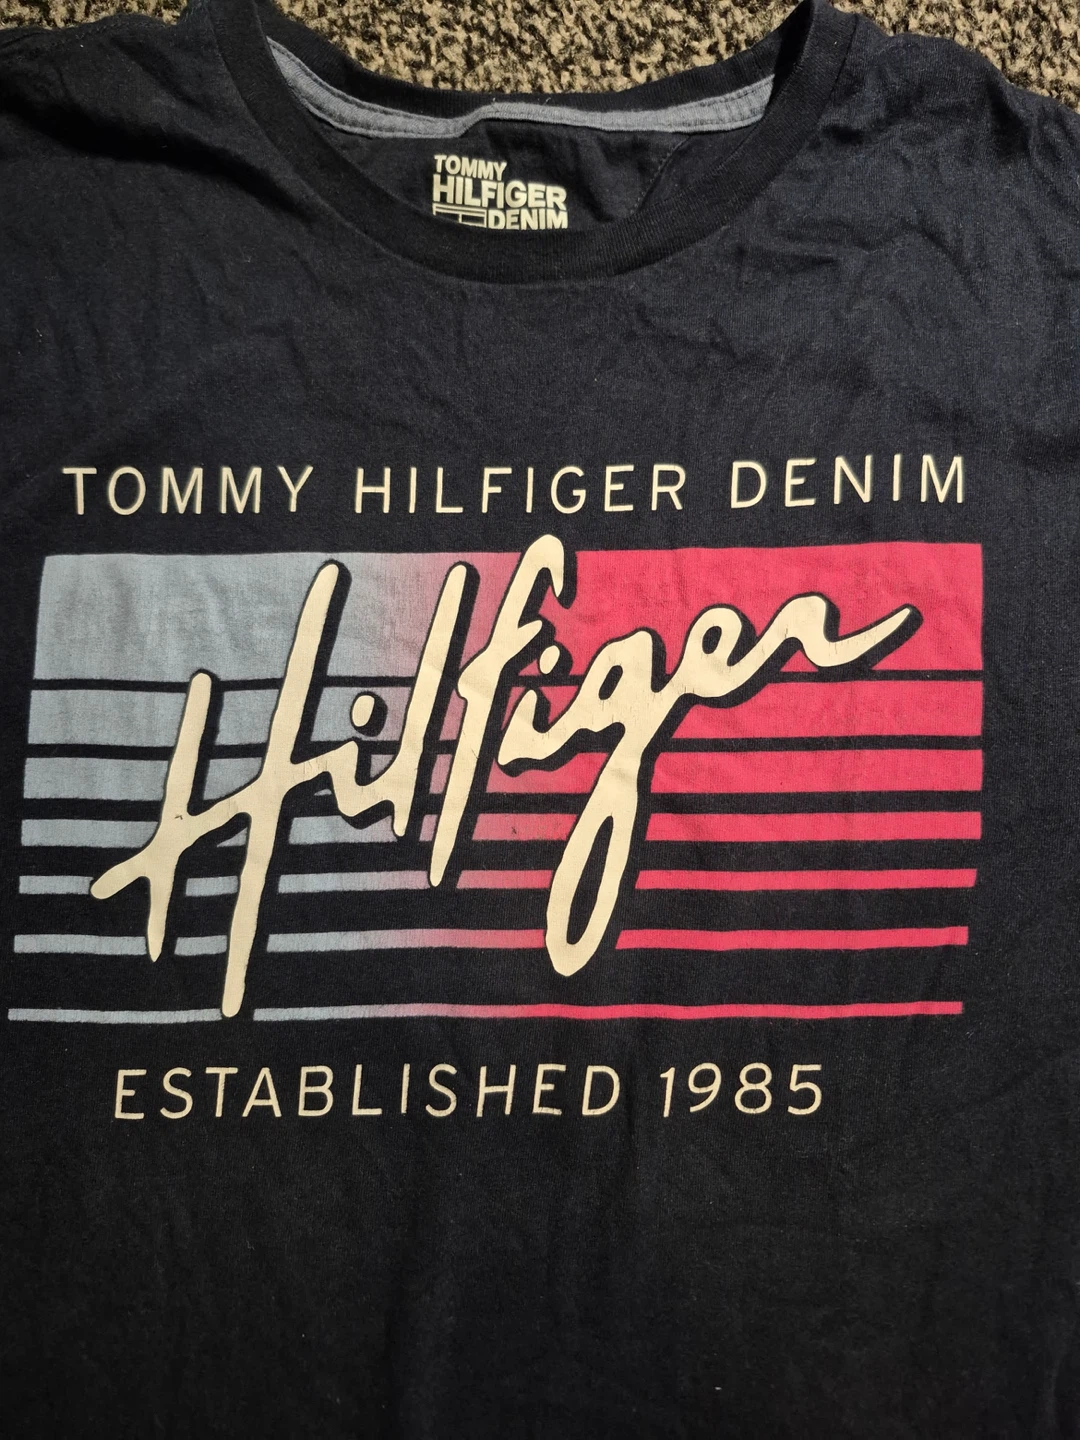 TOMMY
HILFIGER
DENIM
TOMMY HILFIGER DENIM
Hilfiger
ESTABLISHED 1985